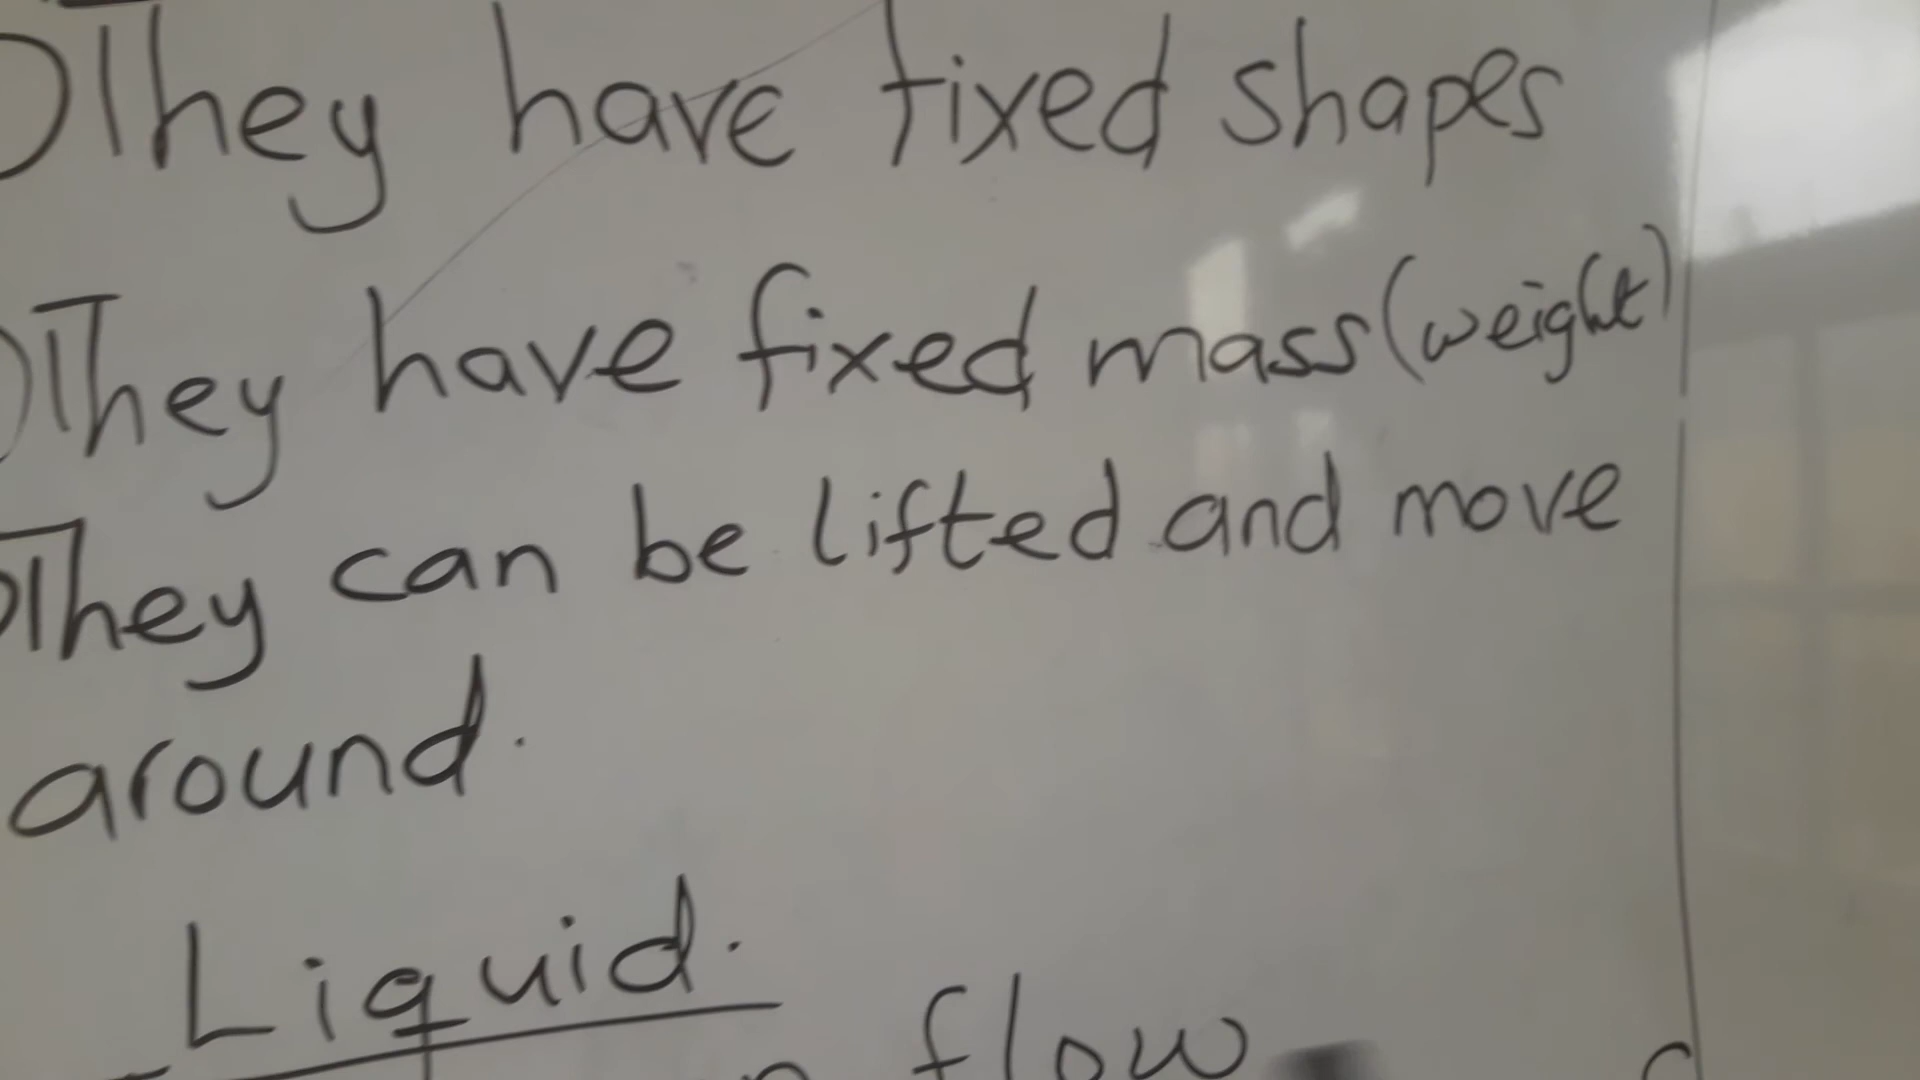 They have fixed shapes
They have fixed mass (weight)
They can be lifted and move
around.
Liquid.
flow